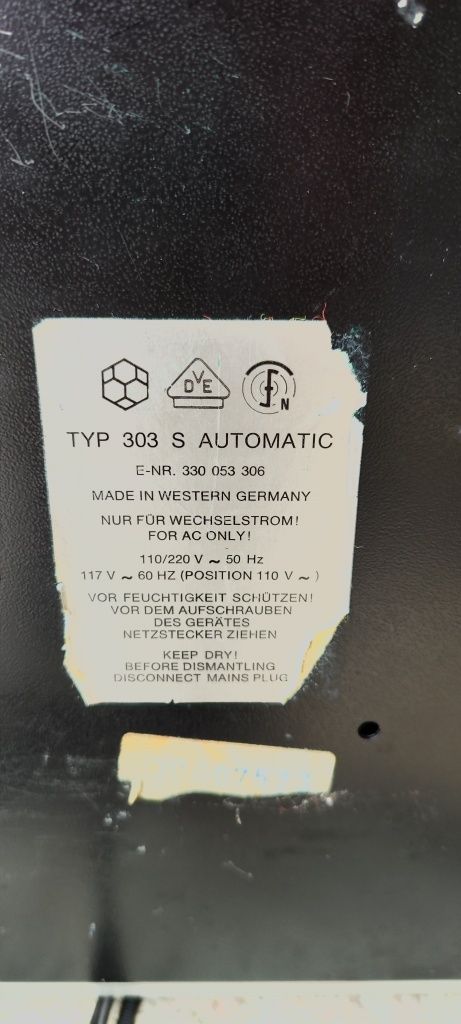 DVE
N
TYP 303 S AUTOMATIC
E-NR. 330 053 306
MADE IN WESTERN GERMANY
NUR FÜR WECHSELSTROM!
FOR AC ONLY!
110/220 V ~ 50 Hz
117 V ~ 60 HZ (POSITION 110 V ~ )
VOR FEUCHTIGKEIT SCHÜTZEN!
VOR DEM AUFSCHRAUBEN
DES GERÄTES
NETZSTECKER ZIEHEN
KEEP DRY!
BEFORE DISMANTLING
DISCONNECT MAINS PLUG